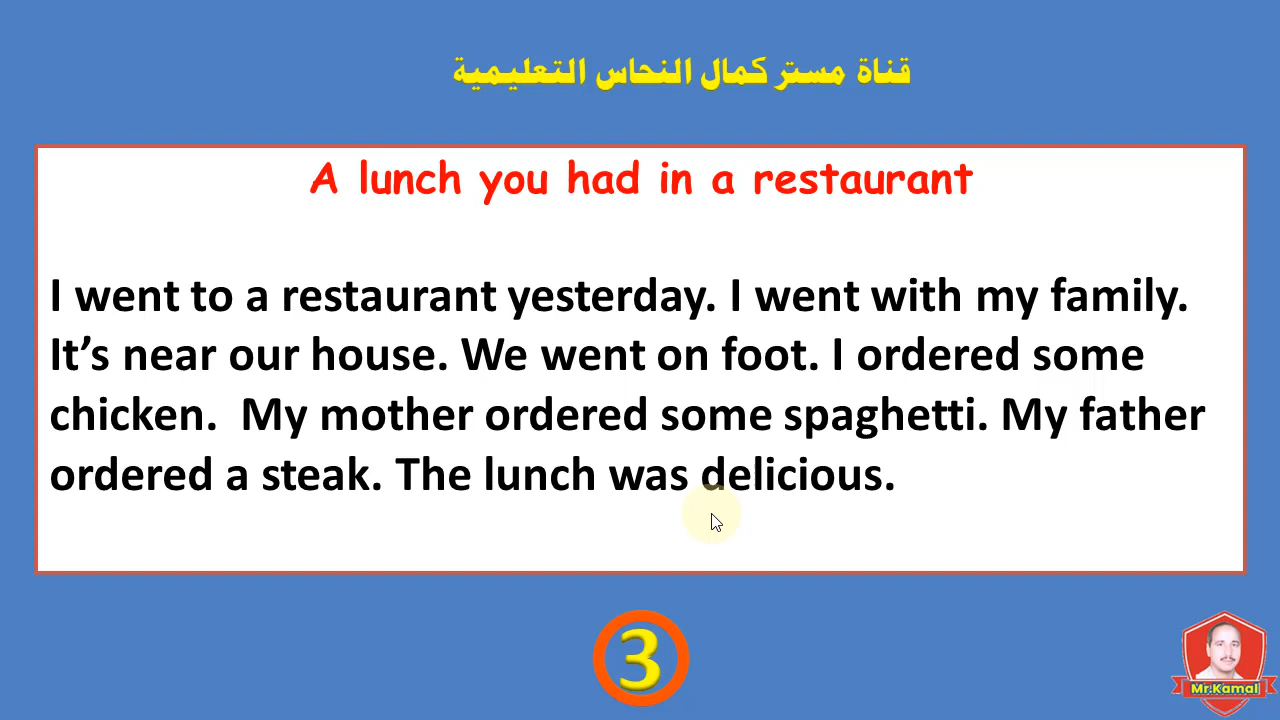 قناة مستر كمال النحاس التعليمية
A lunch you had in a restaurant
I went to a restaurant yesterday. I went with my family.
It’s near our house. We went on foot. I ordered some
chicken.  My mother ordered some spaghetti. My father
ordered a steak. The lunch was delicious.
3
Mr.Kamal